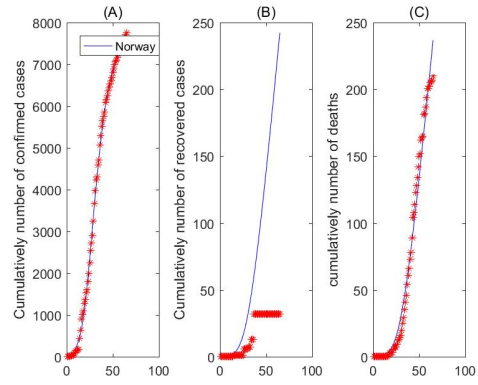 (A)
Cumulatively number of confirmed cases
8000
7000
6000
5000
4000
3000
2000
1000
0
0 50 100
Norway
(B)
Cumulatively number of recovered cases
250
200
150
100
50
0
0 50 100
(C)
cumulatively number of deaths
250
200
150
100
50
0
0 50 100